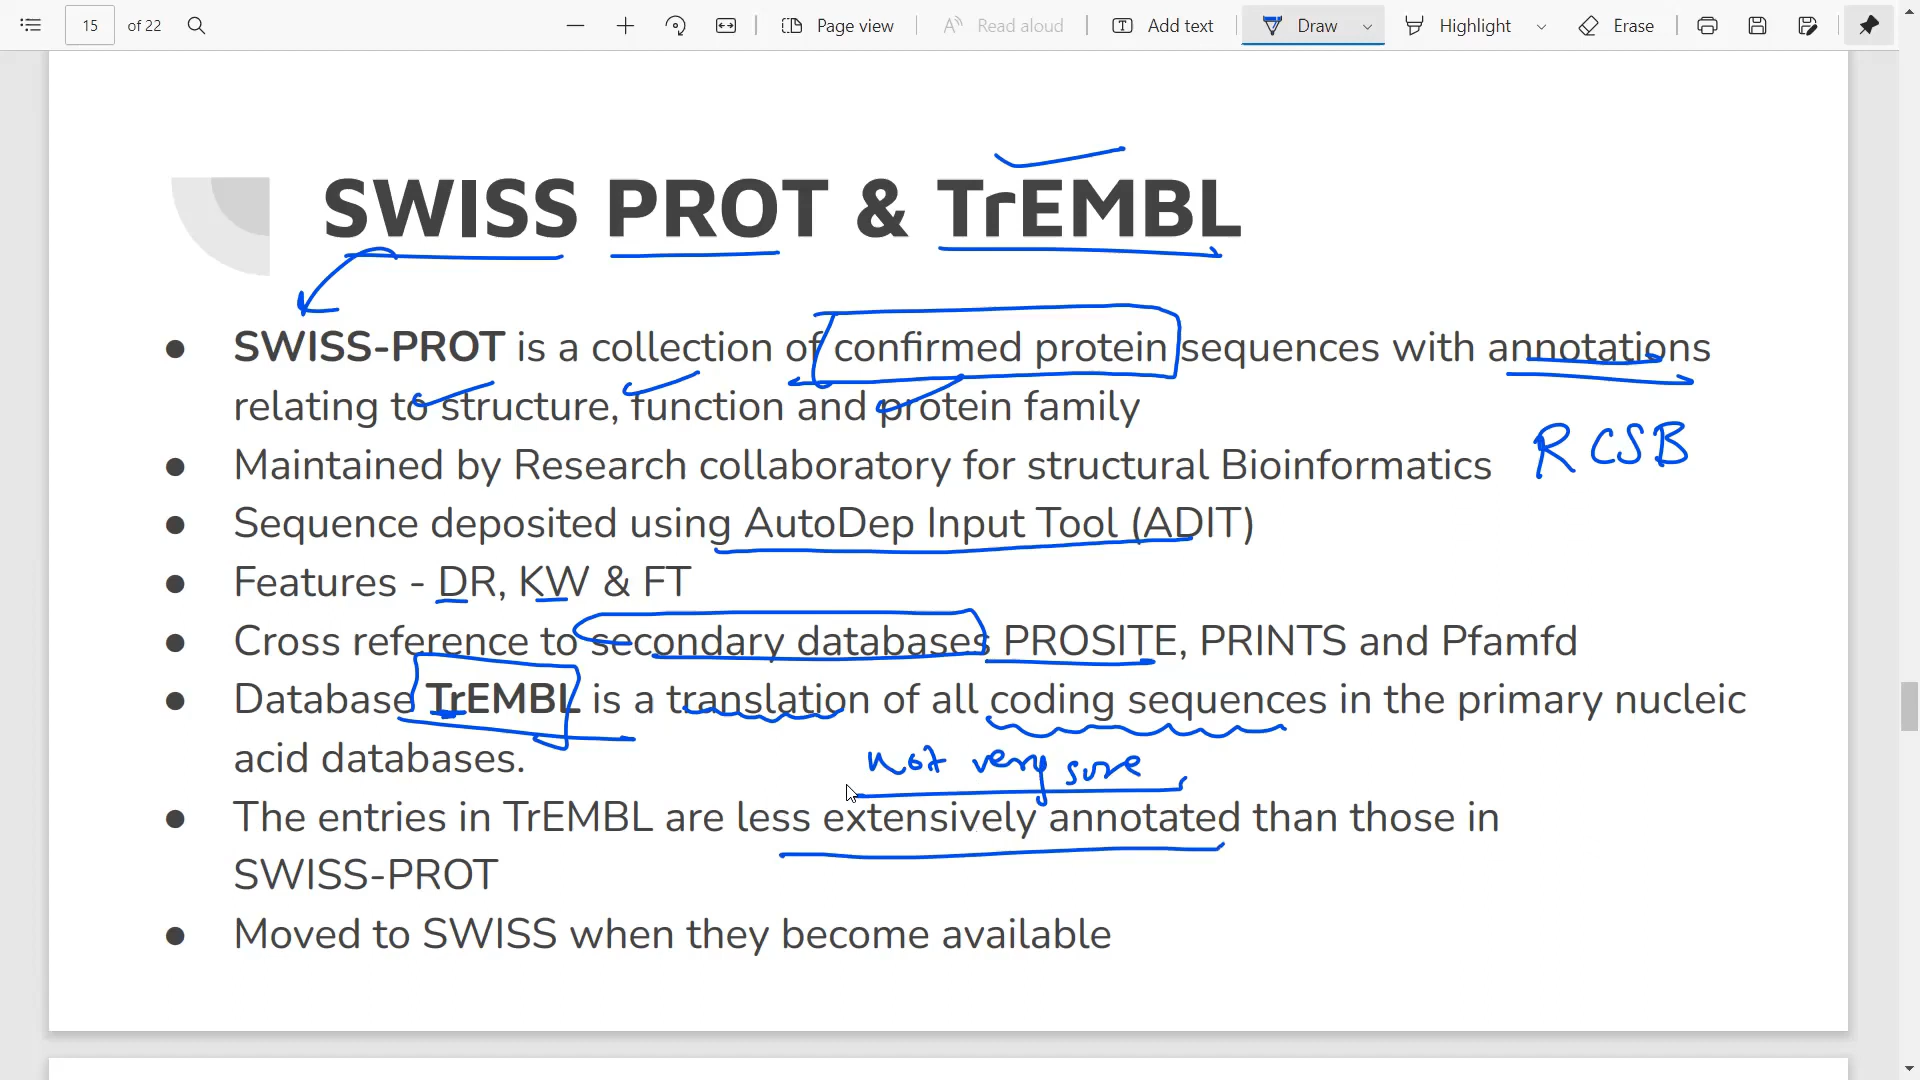 15 of 22 Page view Read aloud Add text Draw Highlight Erase
SWISS PROT & TrEMBL
● SWISS-PROT is a collection of confirmed protein sequences with annotations
relating to structure, function and protein family
RCSB
● Maintained by Research collaboratory for structural Bioinformatics
● Sequence deposited using AutoDep Input Tool (ADIT)
● Features - DR, KW & FT
● Cross reference to secondary databases PROSITE, PRINTS and Pfamfd
● Database TrEMBL is a translation of all coding sequences in the primary nucleic
acid databases.
not very sure
● The entries in TrEMBL are less extensively annotated than those in
SWISS-PROT
● Moved to SWISS when they become available